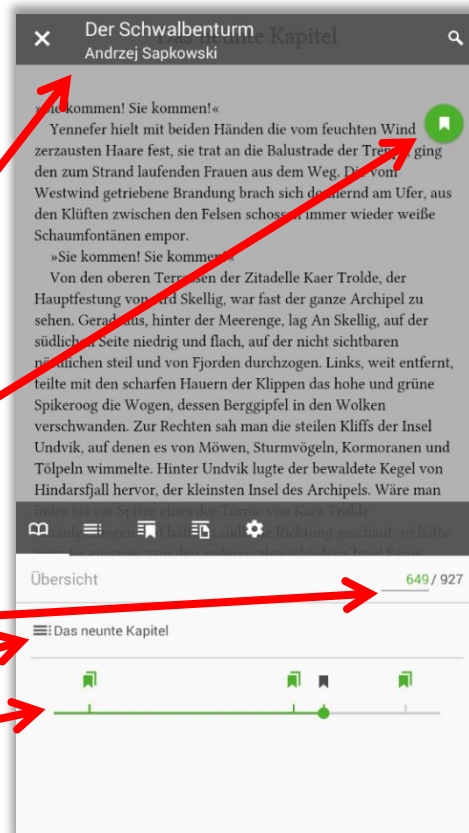 Der Schwalbenturm
Das neunte Kapitel
Andrzej Sapkowski
»Sie kommen! Sie kommen!«
Yennefer hielt mit beiden Händen die vom feuchten Wind
zerzausten Haare fest, sie trat an die Balustrade der Treppe, ging
den zum Strand laufenden Frauen aus dem Weg. Die vom
Westwind getriebene Brandung brach sich donnernd am Ufer, aus
den Klüften zwischen den Felsen schossen immer wieder weiße
Schaumfontänen empor.
»Sie kommen! Sie kommen!«
Von den oberen Terrassen der Zitadelle Kaer Trolde, der
Hauptfestung von Ard Skellig, war fast der ganze Archipel zu
sehen. Geradeaus, hinter der Meerenge, lag An Skellig, auf der
südlichen Seite niedrig und flach, auf der nicht sichtbaren
nördlichen steil und von Fjorden durchzogen. Links, weit entfernt,
teilte mit den scharfen Hauern der Klippen das hohe und grüne
Spikeroog die Wogen, dessen Berggipfel in den Wolken
verschwanden. Zur Rechten sah man die steilen Kliffs der Insel
Undvik, auf denen es von Möwen, Sturmvögeln, Kormoranen und
Tölpeln wimmelte. Hinter Undvik lugte der bewaldete Kegel von
Hindarsfjall hervor, der kleinsten Insel des Archipels. Wäre man
indes bis zur Spitze eines der Türme von Kaer Trolde
Richtung geschaut, so hätte
Übersicht
649 / 927
Das neunte Kapitel